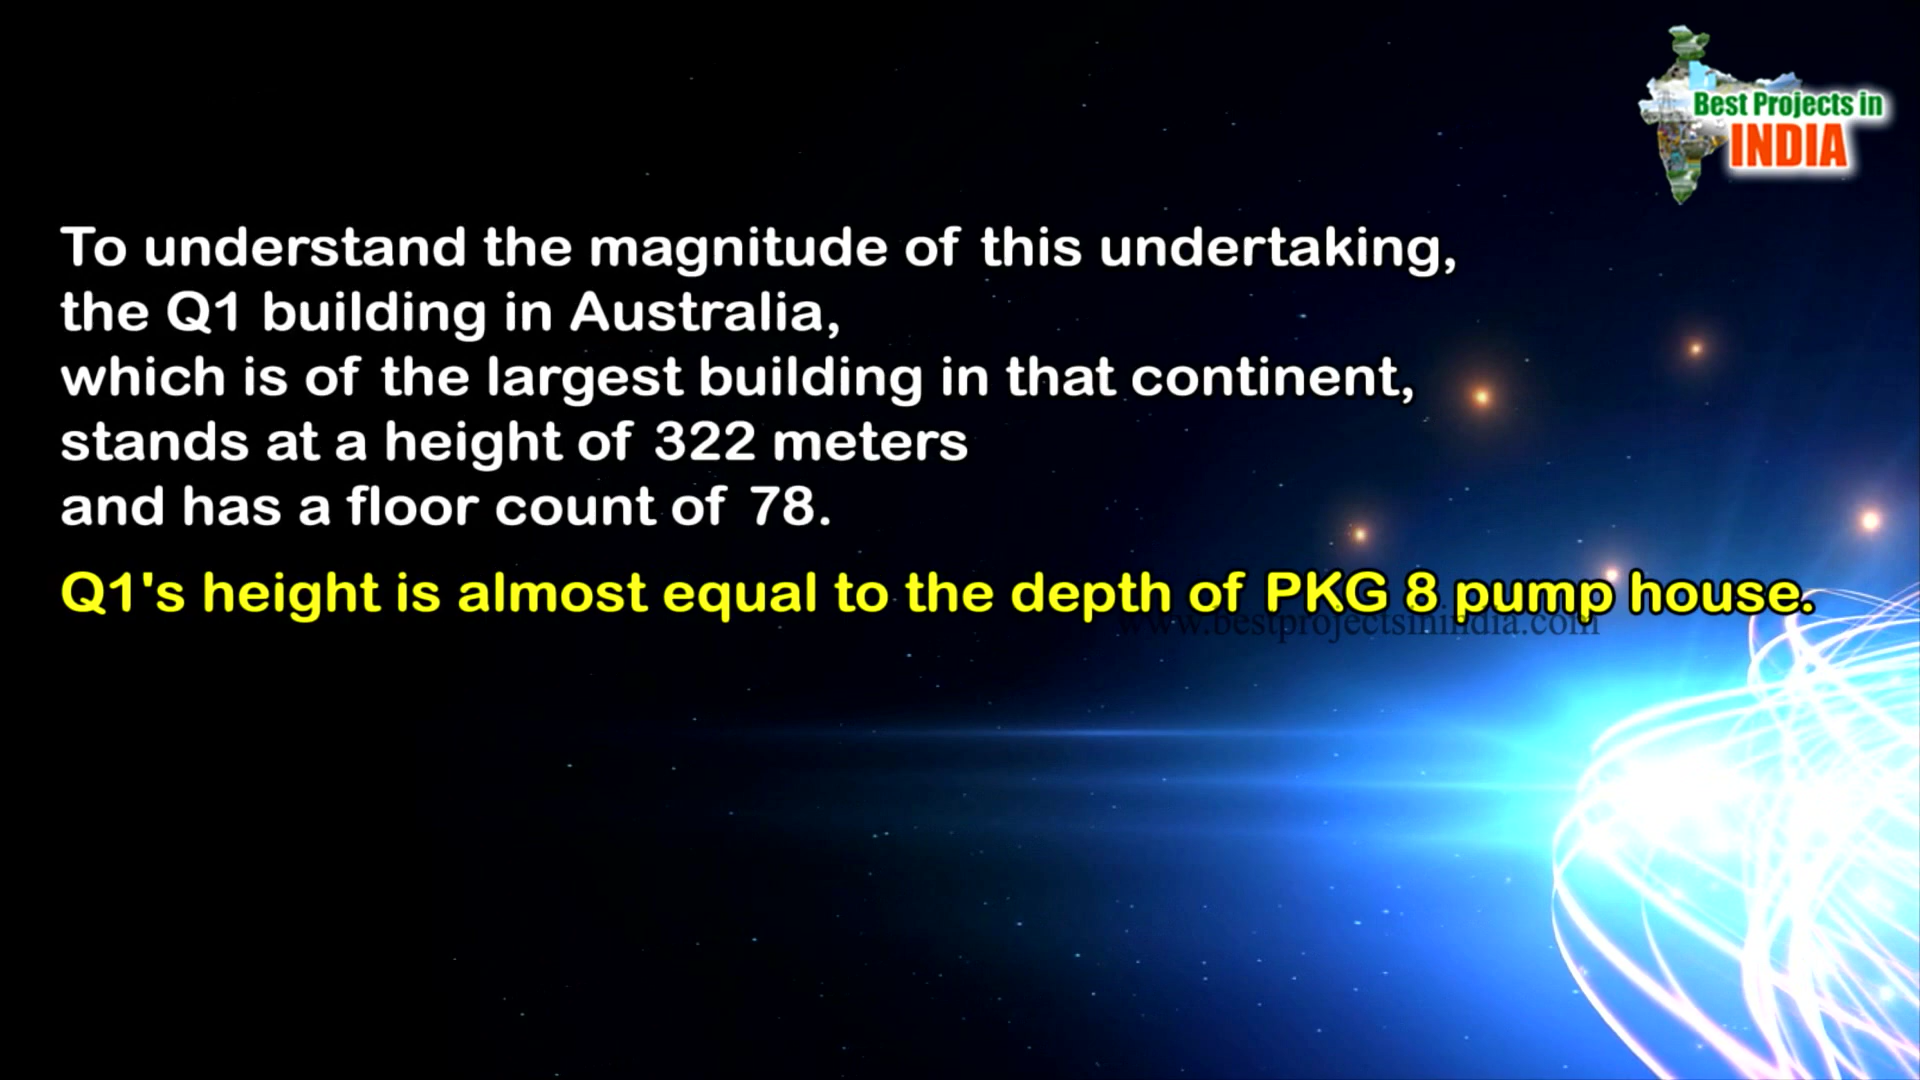 Best Projects in
INDIA
To understand the magnitude of this undertaking,
the Q1 building in Australia,
which is of the largest building in that continent,
stands at a height of 322 meters
and has a floor count of 78.
Q1's height is almost equal to the depth of PKG 8 pump house.
www.bestprojectsinindia.com